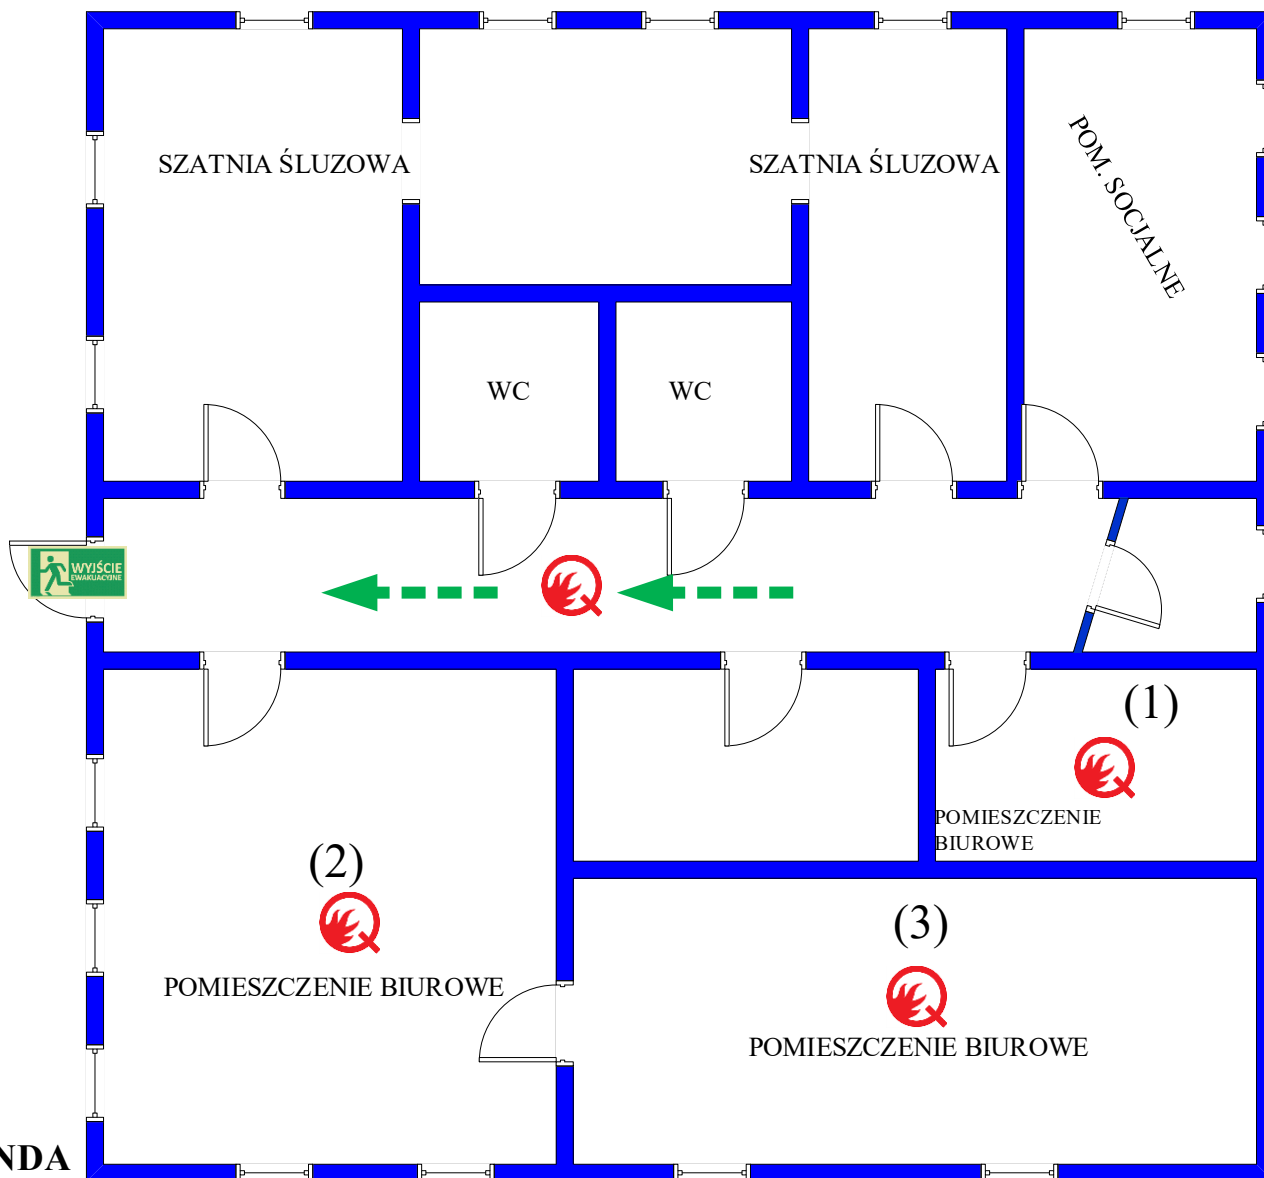 SZATNIA ŚLUZOWA
SZATNIA ŚLUZOWA
POM. SOCJALNE
WC
WC
WYJŚCIE
EWAKUACYJNE
(1)
POMIESZCZENIE
BIUROWE
(2)
POMIESZCZENIE BIUROWE
(3)
POMIESZCZENIE BIUROWE
NDA